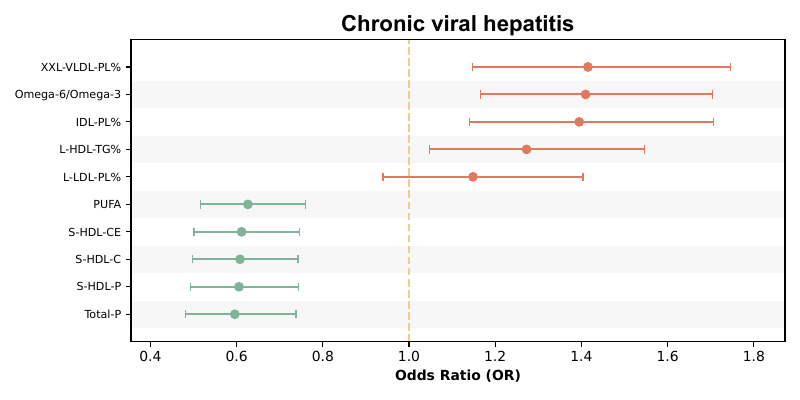 Chronic viral hepatitis
XXL-VLDL-PL%
Omega-6/Omega-3
IDL-PL%
L-HDL-TG%
L-LDL-PL%
PUFA
S-HDL-CE
S-HDL-C
S-HDL-P
Total-P
0.4 0.6 0.8 1.0 1.2 1.4 1.6 1.8
Odds Ratio (OR)